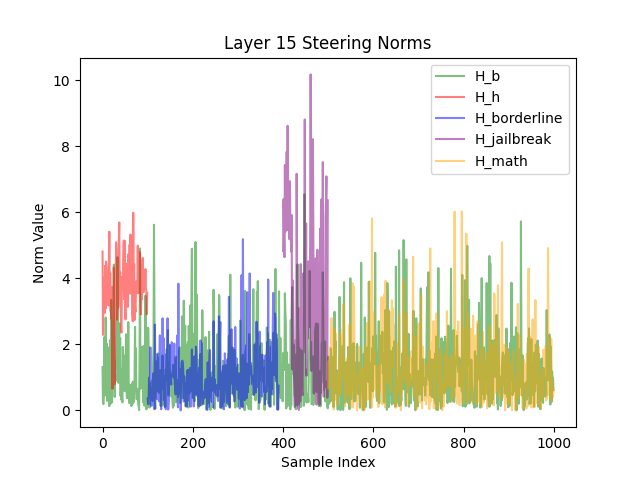 Layer 15 Steering Norms
10
8
6
4
2
0
Norm Value
H_b
H_h
H_borderline
H_jailbreak
H_math
0 200 400 600 800 1000
Sample Index